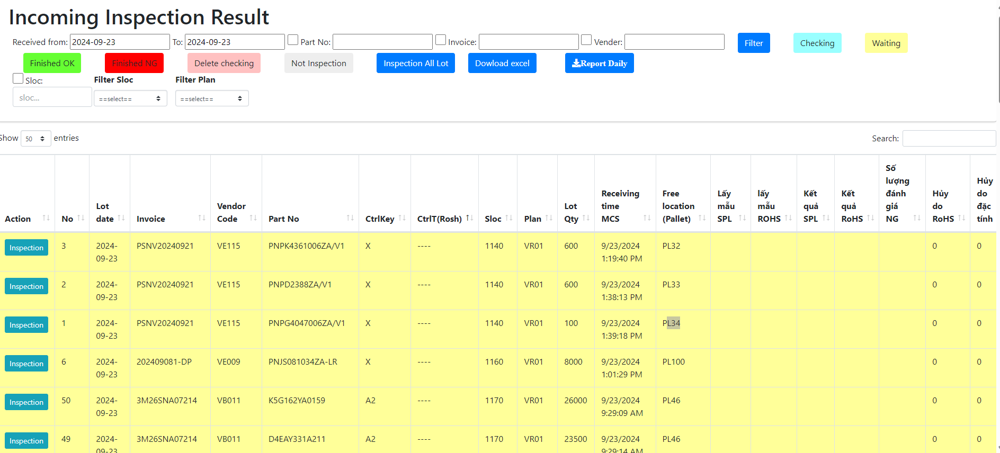 Incoming Inspection Result
Received from: 2024-09-23 To: 2024-09-23 Part No: Invoice: Vender: Filter Checking Waiting
Finished OK Finished NG Delete checking Not Inspection Inspection All Lot Dowload excel Report Daily
Sloc: Filter Sloc Filter Plan
sloc... ==select== ==select==
Show 50 entries Search:
Action No Lot date Invoice Vendor Code Part No CtrlKey CtrlT(Rosh) Sloc Plan Lot Qty Receiving time MCS Free location (Pallet) Lấy mẫu SPL lấy mẫu ROHS Kết quả SPL Kết quả RoHS Số lượng đánh giá NG Hủy do RoHS Hủy do đặc tính
Inspection 3 2024-09-23 PSNV20240921 VE115 PNPK4361006ZA/V1 X ---- 1140 VR01 600 9/23/2024 1:19:40 PM PL32 0 0
Inspection 2 2024-09-23 PSNV20240921 VE115 PNPD2388ZA/V1 X ---- 1140 VR01 600 9/23/2024 1:38:13 PM PL33 0 0
Inspection 1 2024-09-23 PSNV20240921 VE115 PNPG4047006ZA/V1 X ---- 1140 VR01 100 9/23/2024 1:39:18 PM PL34 0 0
Inspection 6 2024-09-23 202409081-DP VE009 PNJS081034ZA-LR X ---- 1160 VR01 8000 9/23/2024 1:01:29 PM PL100 0 0
Inspection 50 2024-09-23 3M26SNA07214 VB011 K5G162YA0159 A2 ---- 1170 VR01 26000 9/23/2024 9:29:09 AM PL46 0 0
Inspection 49 2024-09-23 3M26SNA07214 VB011 D4EAY331A211 A2 ---- 1170 VR01 23500 9/23/2024 9:29:14 AM PL46 0 0